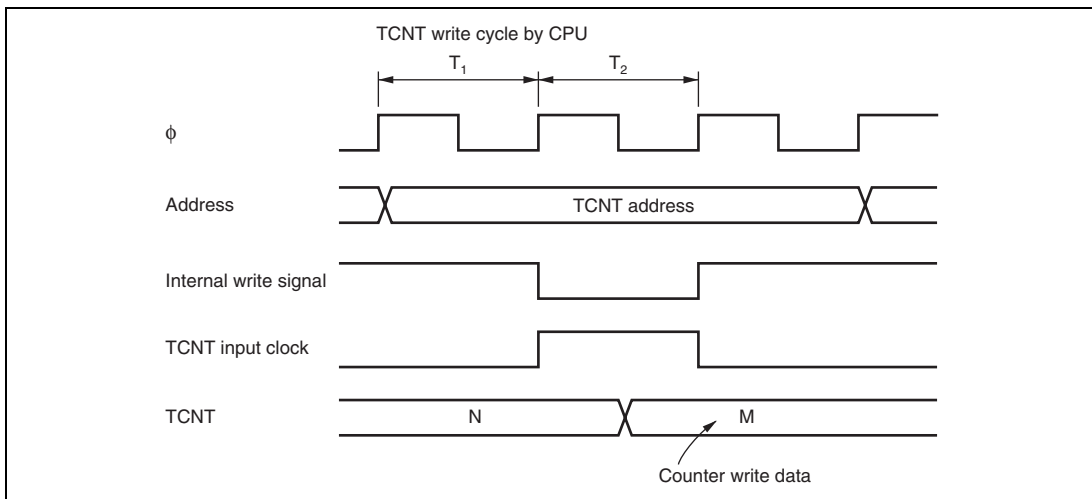 TCNT write cycle by CPU
T1 T2
ϕ
Address TCNT address
Internal write signal
TCNT input clock
TCNT N M
Counter write data